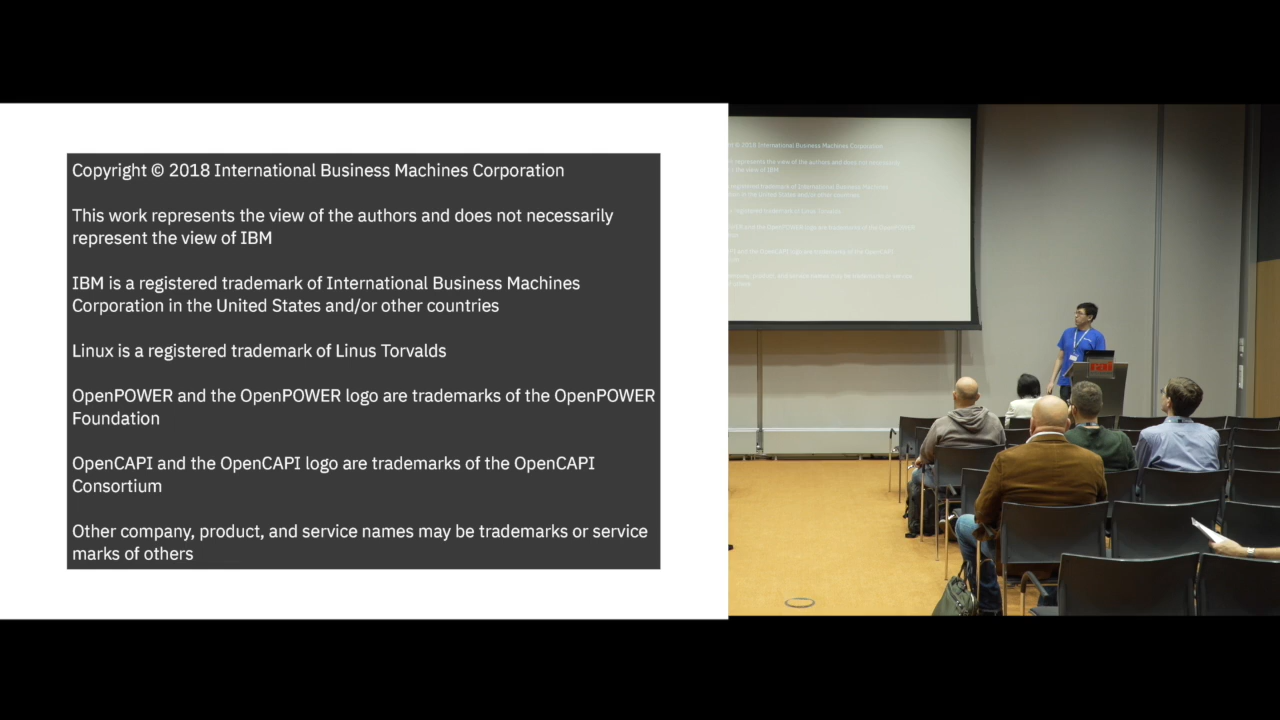 Copyright © 2018 International Business Machines Corporation
This work represents the view of the authors and does not necessarily
represent the view of IBM
IBM is a registered trademark of International Business Machines
Corporation in the United States and/or other countries
Linux is a registered trademark of Linus Torvalds
OpenPOWER and the OpenPOWER logo are trademarks of the OpenPOWER
Foundation
OpenCAPI and the OpenCAPI logo are trademarks of the OpenCAPI
Consortium
Other company, product, and service names may be trademarks or service
marks of others